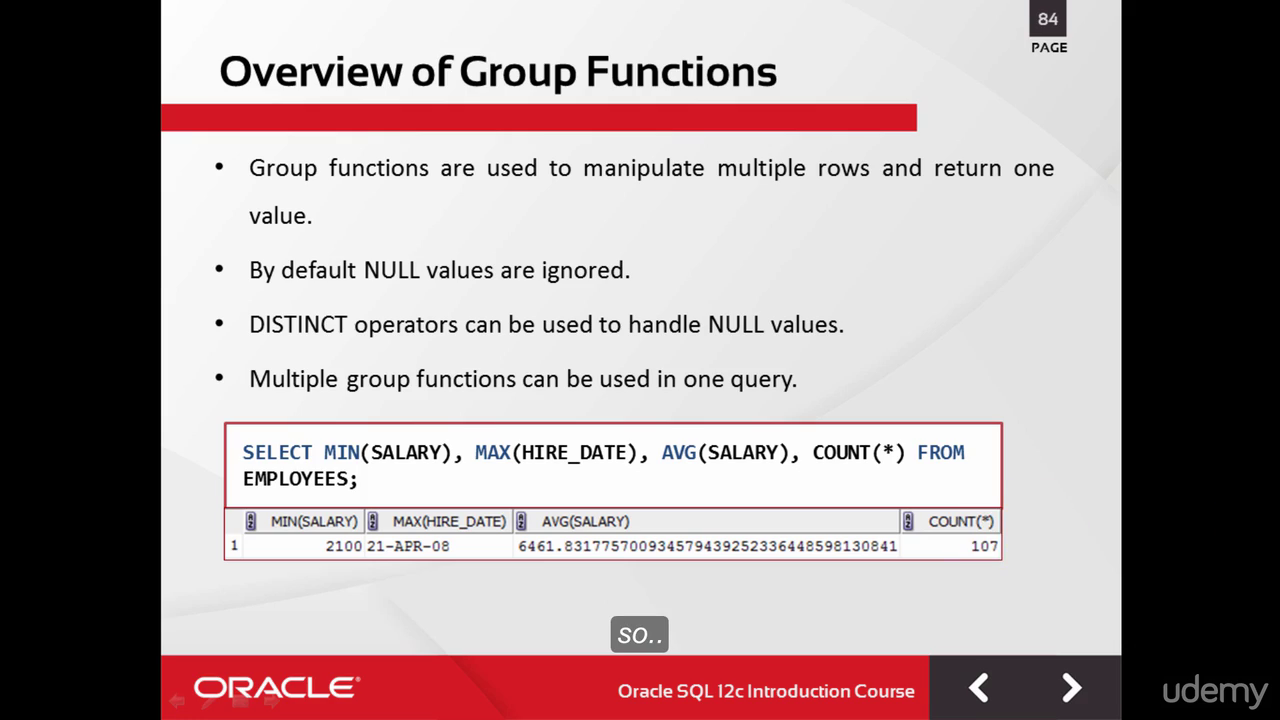 84
PAGE
Overview of Group Functions
• Group functions are used to manipulate multiple rows and return one
value.
• By default NULL values are ignored.
• DISTINCT operators can be used to handle NULL values.
• Multiple group functions can be used in one query.
SELECT MIN(SALARY), MAX(HIRE_DATE), AVG(SALARY), COUNT(*) FROM
EMPLOYEES;
MIN(SALARY) MAX(HIRE_DATE) AVG(SALARY) COUNT(*)
1 2100 21-APR-08 6461.83177570093457943925233644859813084​1 107
so..
ORACLE®
Oracle SQL 12c Introduction Course
udemy